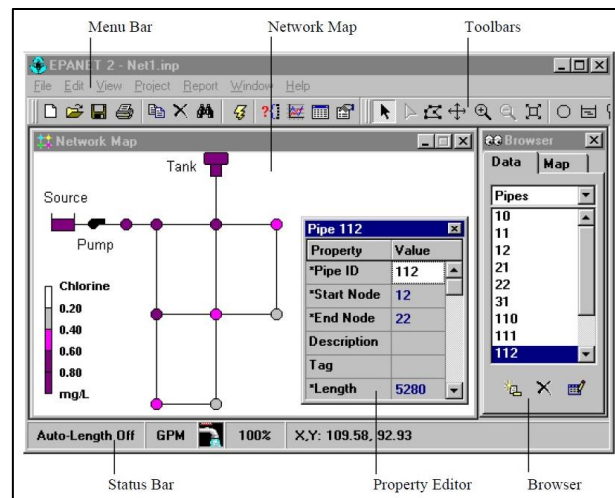 Menu Bar
Network Map
Toolbars
EPANET 2 - Net1.inp
File Edit View Project Report Window Help
Network Map
Browser
Data Map
Pipes
10
11
12
21
22
31
110
111
112
Tank
Source
Pump
Chlorine
0.20
0.40
0.60
0.80
mg/L
Pipe 112
Property Value
*Pipe ID 112
*Start Node 12
*End Node 22
Description
Tag
*Length 5280
Auto-Length Off GPM 100% X,Y: 109.58, 92.93
Status Bar
Property Editor
Browser